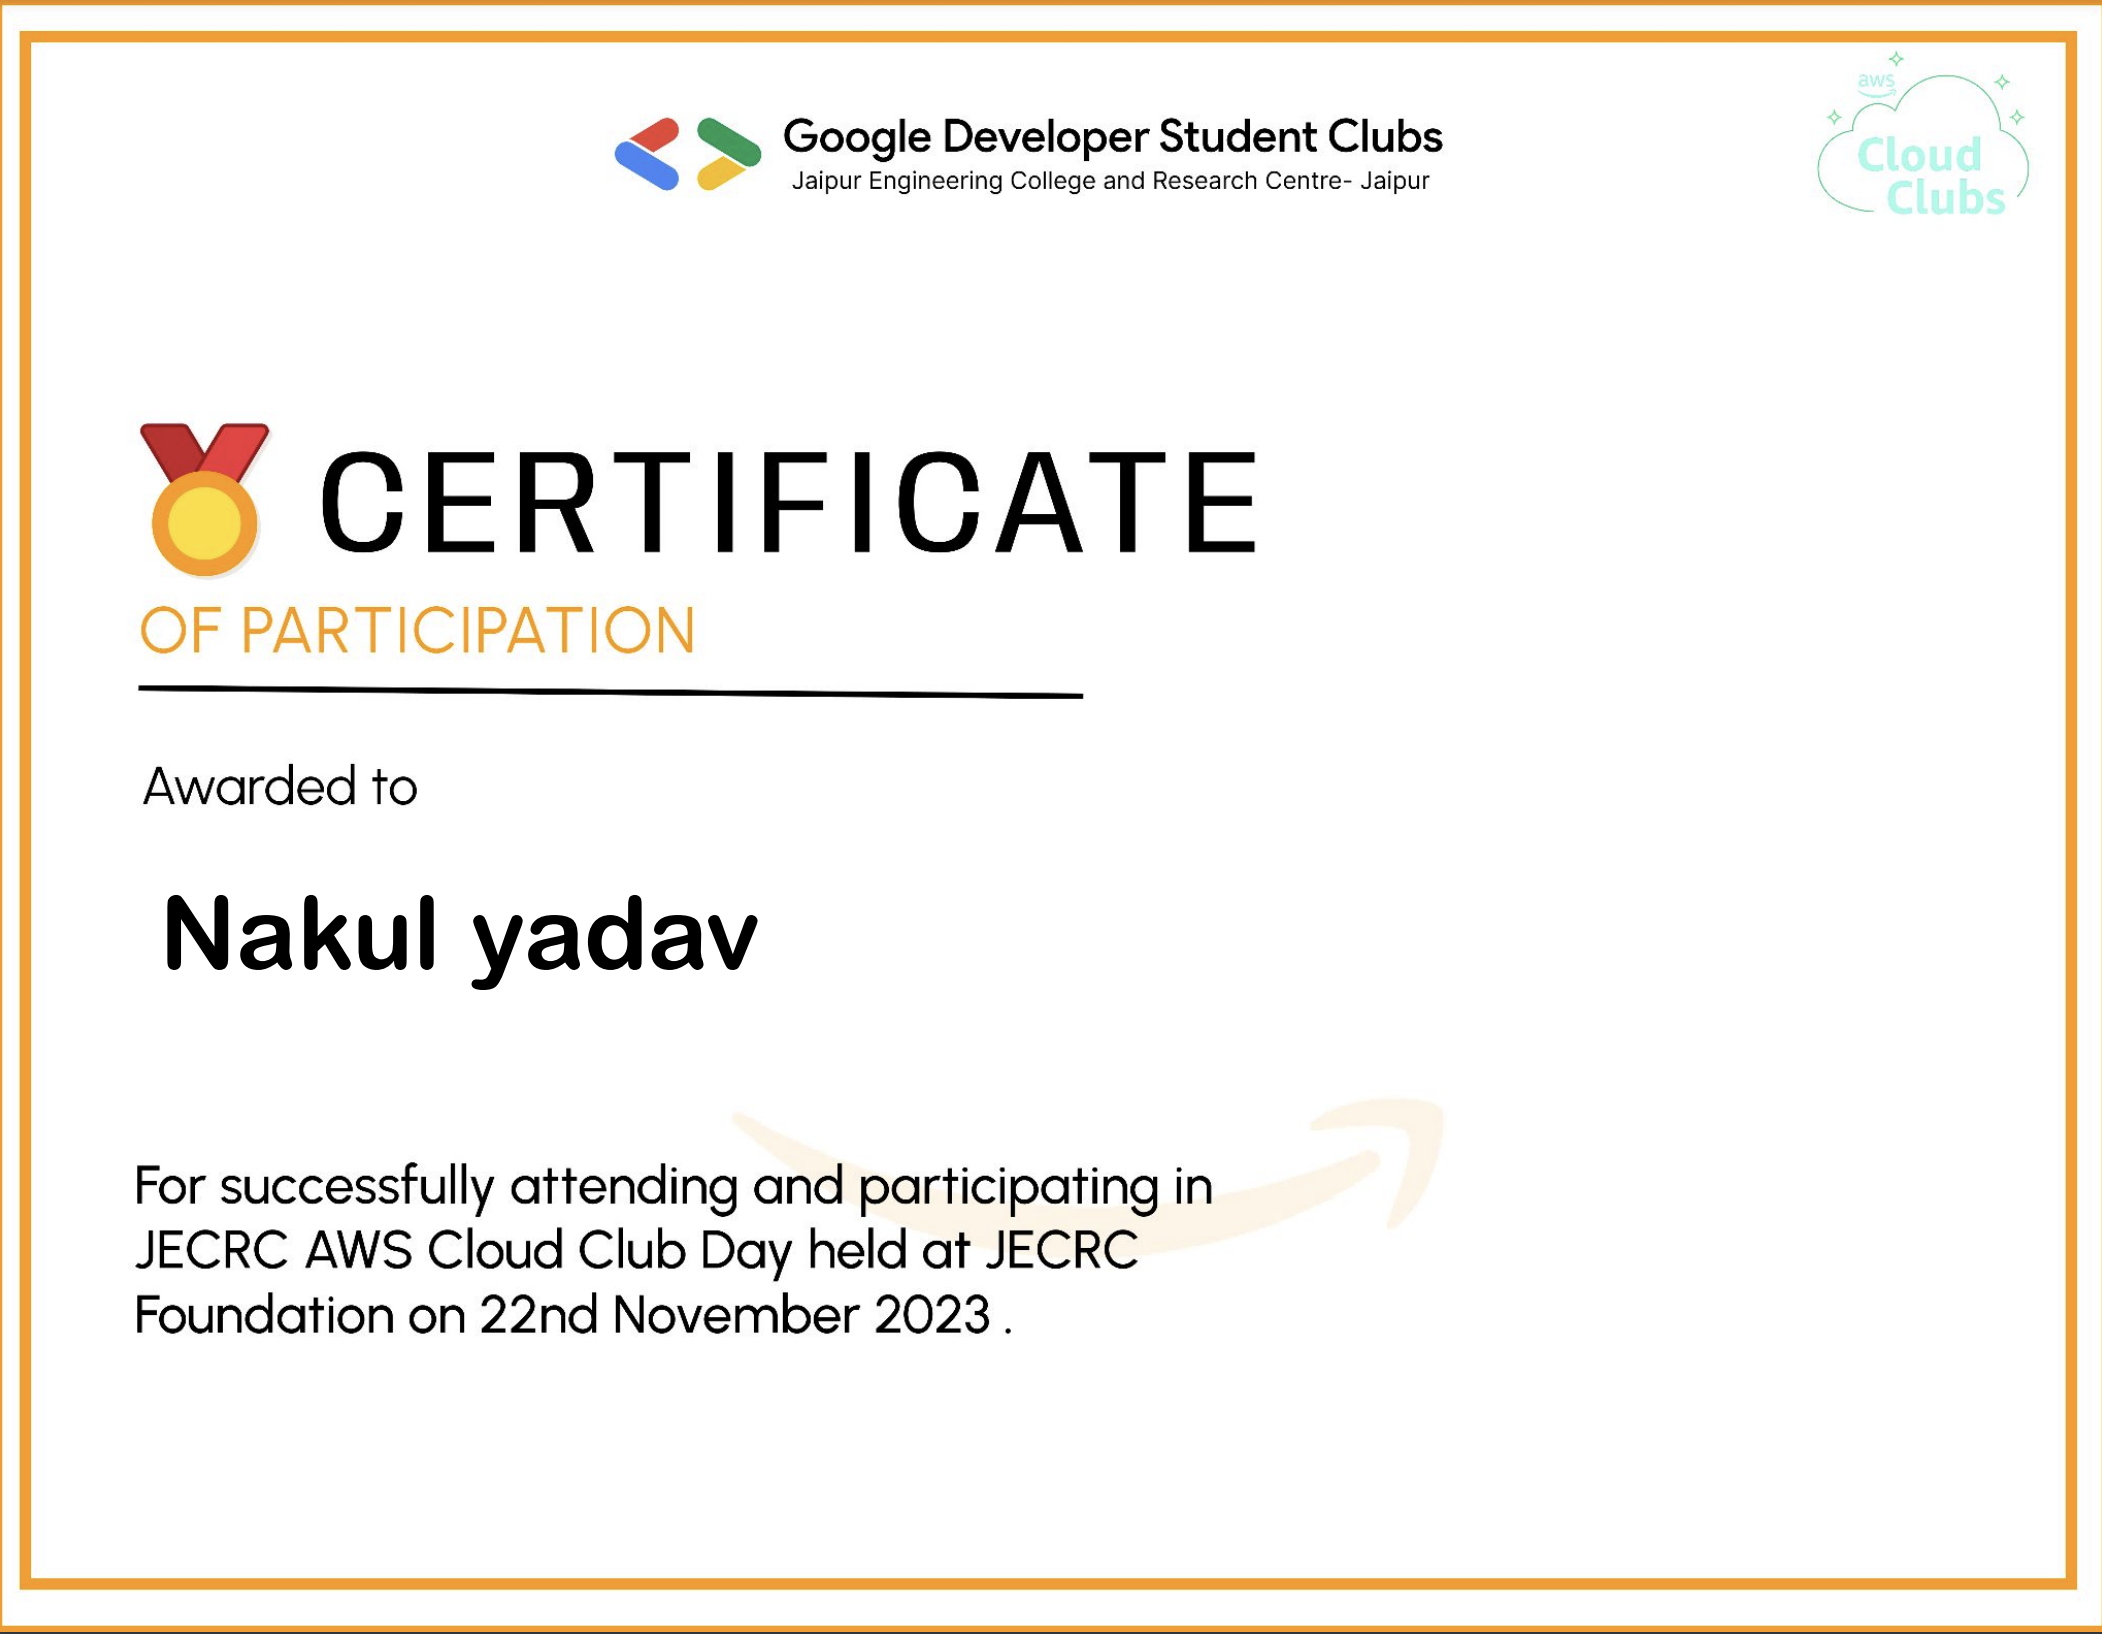 Google Developer Student Clubs
Jaipur Engineering College and Research Centre- Jaipur
aws
Cloud
Clubs
CERTIFICATE
OF PARTICIPATION
Awarded to
Nakul yadav
For successfully attending and participating in
JECRC AWS Cloud Club Day held at JECRC
Foundation on 22nd November 2023 .